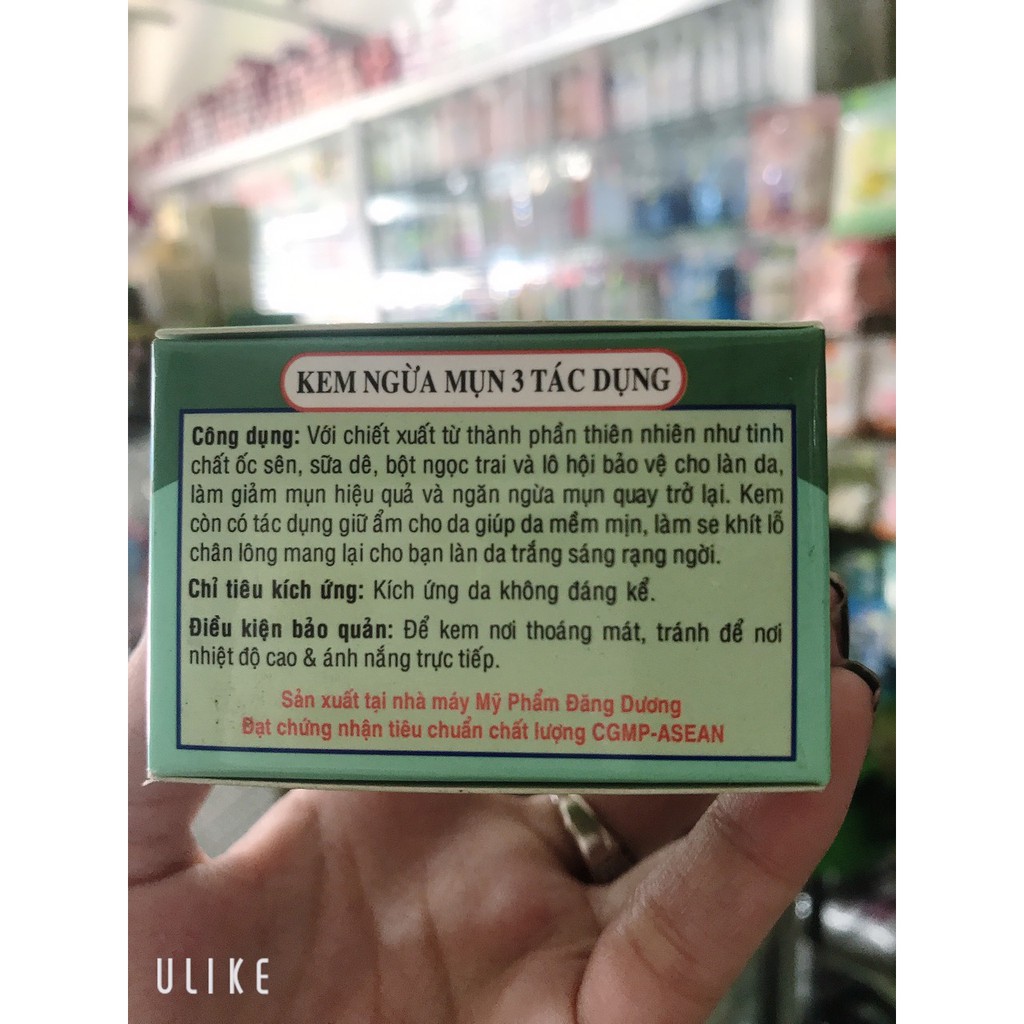 KEM NGỪA MỤN 3 TÁC DỤNG
Công dụng: Với chiết xuất từ thành phần thiên nhiên như tinh
chất ốc sên, sữa dê, bột ngọc trai và lô hội bảo vệ cho làn da,
làm giảm mụn hiệu quả và ngăn ngừa mụn quay trở lại. Kem
còn có tác dụng giữ ẩm cho da giúp da mềm mịn, làm se khít lỗ
chân lông mang lại cho bạn làn da trắng sáng rạng ngời.
Chỉ tiêu kích ứng: Kích ứng da không đáng kể.
Điều kiện bảo quản: Để kem nơi thoáng mát, tránh để nơi
nhiệt độ cao & ánh nắng trực tiếp.
Sản xuất tại nhà máy Mỹ Phẩm Đăng Dương
Đạt chứng nhận tiêu chuẩn chất lượng CGMP-ASEAN
ULIKE